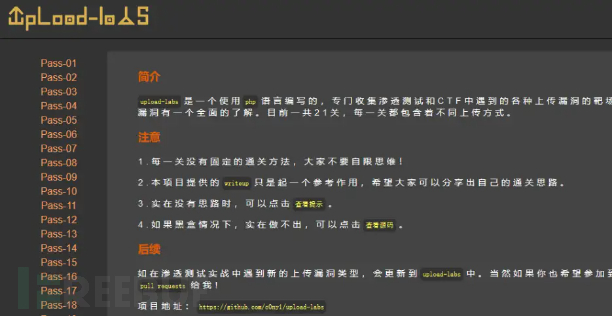 UpLoad-labs
Pass-01
Pass-02
Pass-03
Pass-04
Pass-05
Pass-06
Pass-07
Pass-08
Pass-09
Pass-10
Pass-11
Pass-12
Pass-13
Pass-14
Pass-15
Pass-16
Pass-17
Pass-18
简介
upload-labs 是一个使用 php 语言编写的，专门收集渗透测试和CTF中遇到的各种上传漏洞的靶场
漏洞有一个全面的了解。目前一共21关，每一关都包含着不同上传方式。
注意
1.每一关没有固定的通关方法，大家不要自限思维！
2.本项目提供的 writeup 只是起一个参考作用，希望大家可以分享出自己的通关思路。
3.实在没有思路时，可以点击 查看提示 。
4.如果黑盒情况下，实在做不出，可以点击 查看源码 。
后续
如在渗透测试实战中遇到新的上传漏洞类型，会更新到 upload-labs 中。当然如果你也希望参加到
pull requests 给我！
项目地址： https://github.com/c0ny1/upload-labs